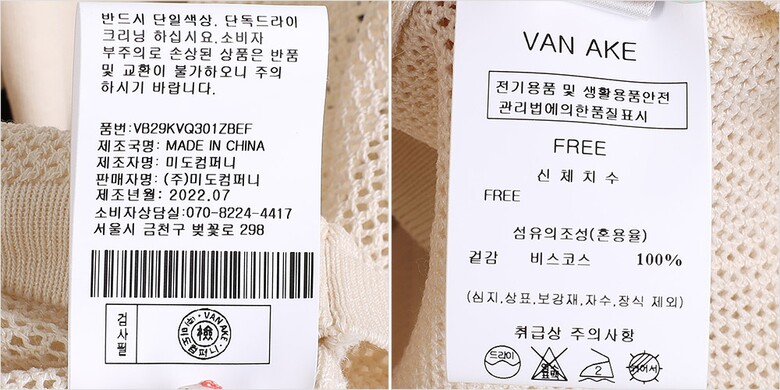 반드시 단일색상. 단독드라이
크리닝 하십시요.소비자
부주의로 손상된 상품은 반품
및 교환이 불가하오니 주의
하시기 바랍니다.
품번:VB29KVQ301ZBEF
제조국명: MADE IN CHINA
제조자명: 미도컴퍼니
판매자명: (주)미도컴퍼니
제조년월: 2022.07
소비자상담실:070-8224-4417
서울시 금천구 벚꽃로 298
검사필
VAN AKE
檢
(주)미도컴퍼니
VAN AKE
전기용품 및 생활용품안전
관리법에의한품질표시
FREE
신 체 치 수
FREE
섬유의조성(혼용율)
겉감 비스코스 100%
(심지,상표,보강재,자수,장식 제외)
취급상 주의사항
드라이
염소
표백
2